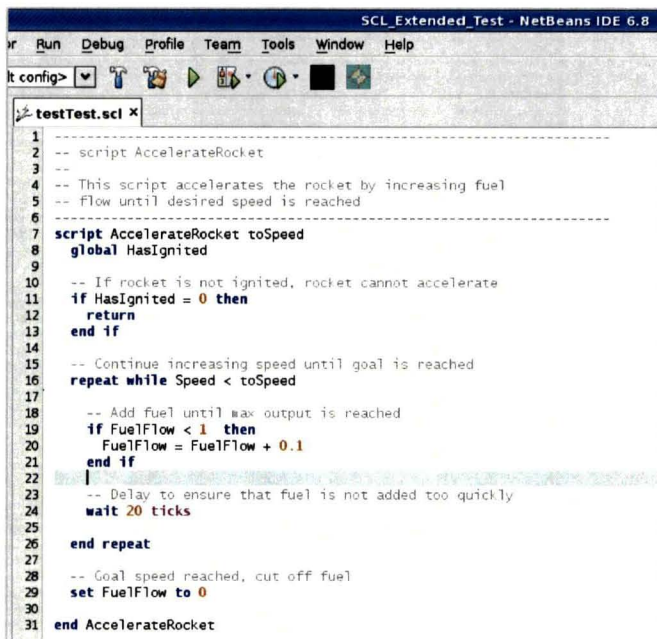 SCL_Extended_Test - NetBeans IDE 6.8
Run Debug Profile Team Tools Window Help
lt config>
testTest.scl ×
1 ----------------------------------------------------------------------
2 -- script AccelerateRocket
3 --
4 -- This script accelerates the rocket by increasing fuel
5 -- flow until desired speed is reached
6 ----------------------------------------------------------------------
7 script AccelerateRocket toSpeed
8 global HasIgnited
9
10 -- If rocket is not ignited, rocket cannot accelerate
11 if HasIgnited = 0 then
12 return
13 end if
14
15 -- Continue increasing speed until goal is reached
16 repeat while Speed < toSpeed
17
18 -- Add fuel until max output is reached
19 if FuelFlow < 1 then
20 FuelFlow = FuelFlow + 0.1
21 end if
22
23 -- Delay to ensure that fuel is not added too quickly
24 wait 20 ticks
25
26 end repeat
27
28 -- Goal speed reached, cut off fuel
29 set FuelFlow to 0
30
31 end AccelerateRocket